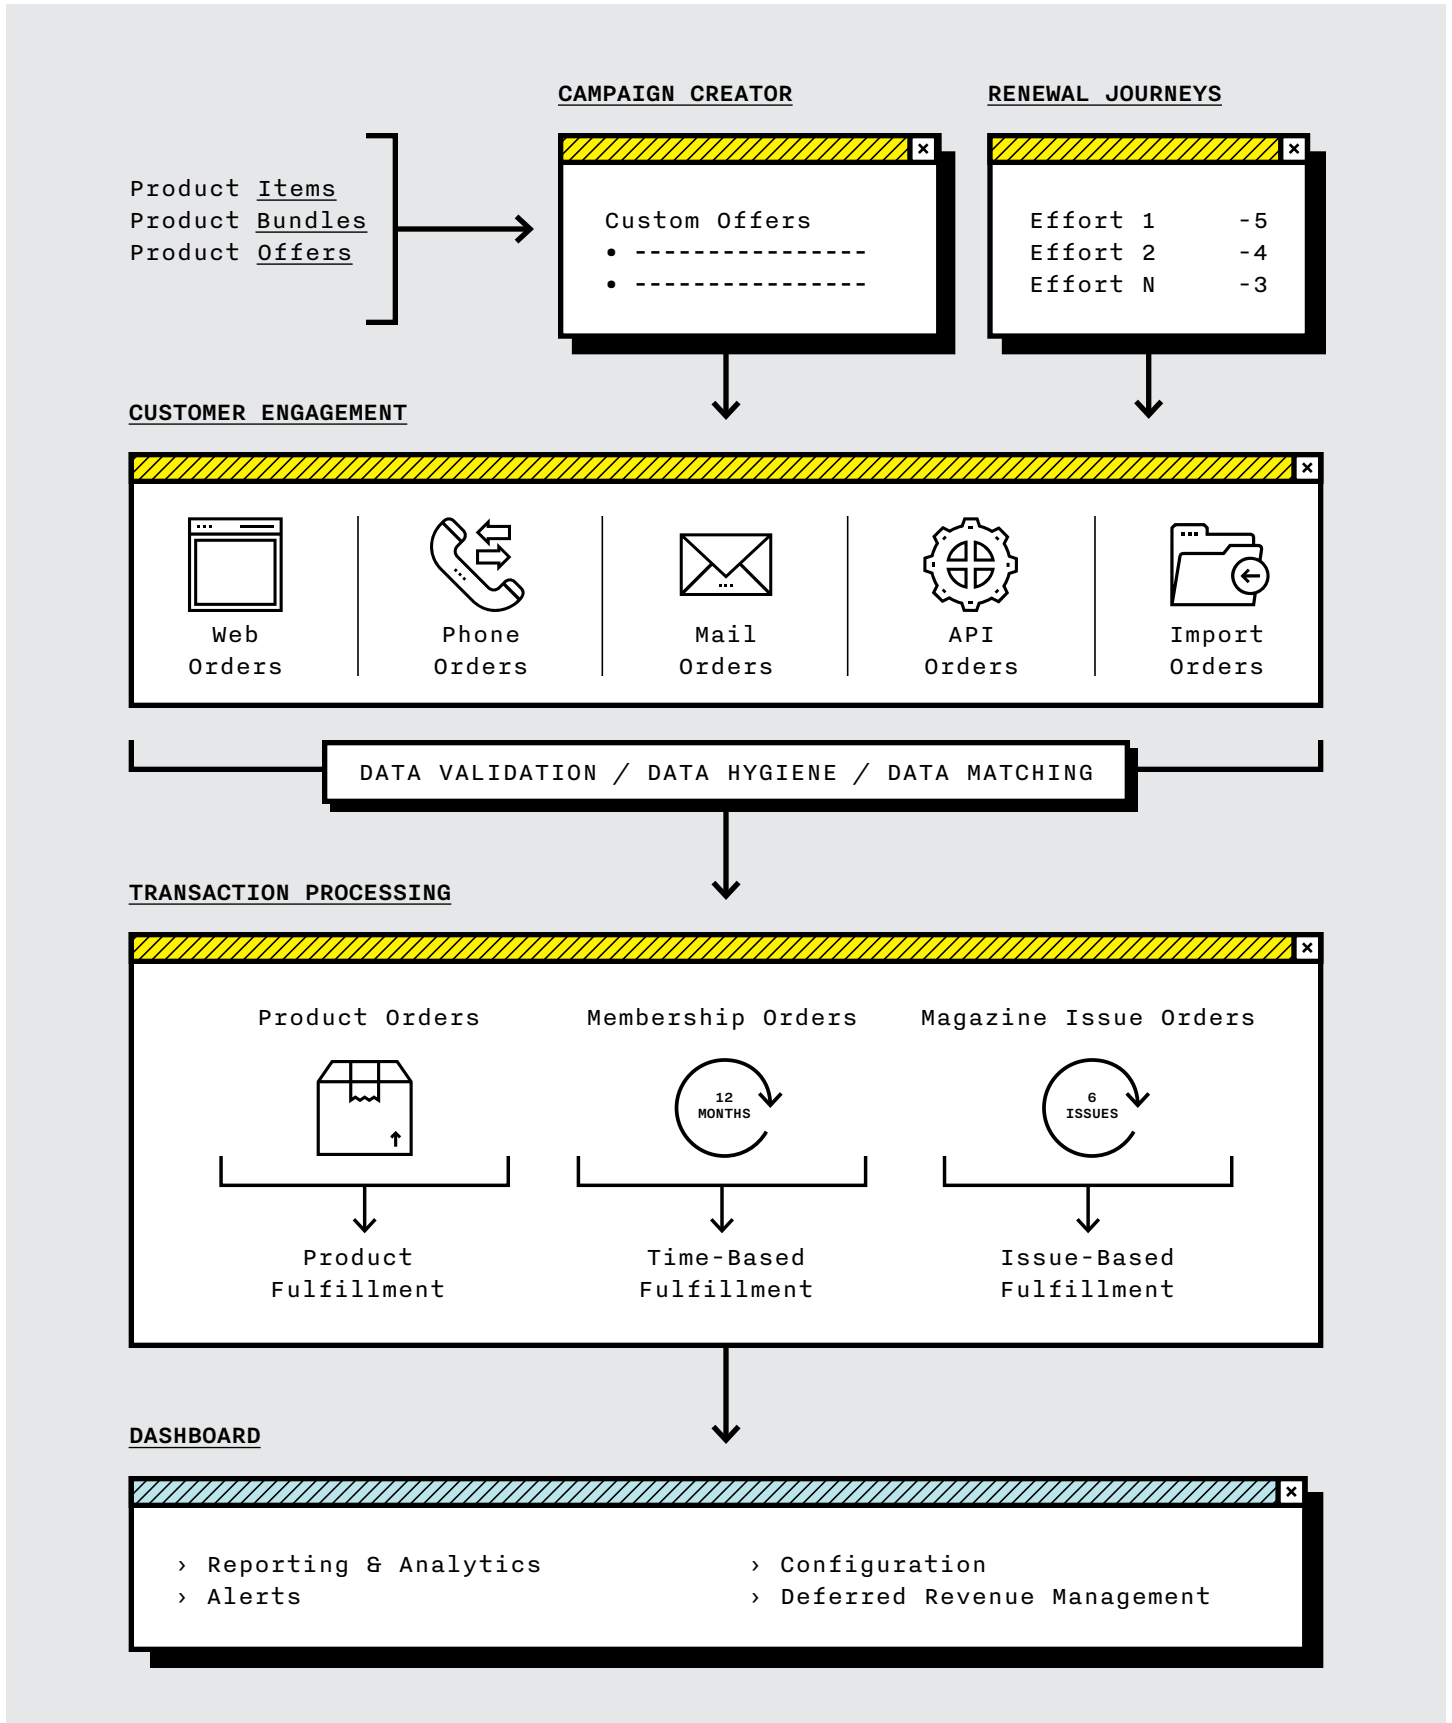 CAMPAIGN CREATOR
RENEWAL JOURNEYS
Product Items
Product Bundles
Product Offers
Custom Offers
• ----------------
• ----------------
Effort 1 -5
Effort 2 -4
Effort N -3
CUSTOMER ENGAGEMENT
Web
Orders
Phone
Orders
Mail
Orders
API
Orders
Import
Orders
DATA VALIDATION / DATA HYGIENE / DATA MATCHING
TRANSACTION PROCESSING
Product Orders
Membership Orders
Magazine Issue Orders
12
MONTHS
6
ISSUES
Product
Fulfillment
Time-Based
Fulfillment
Issue-Based
Fulfillment
DASHBOARD
› Reporting & Analytics
› Alerts
› Configuration
› Deferred Revenue Management